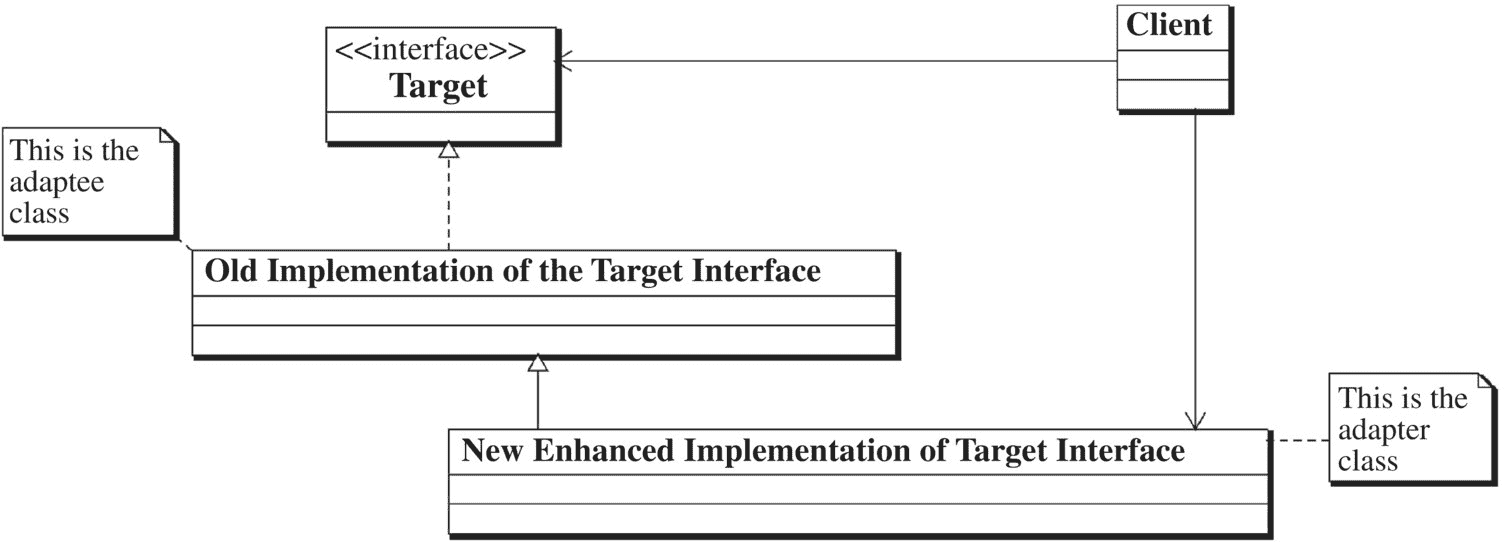 <<interface>>
Target
Client
This is the
adaptee
class
Old Implementation of the Target Interface
New Enhanced Implementation of Target Interface
This is the
adapter
class